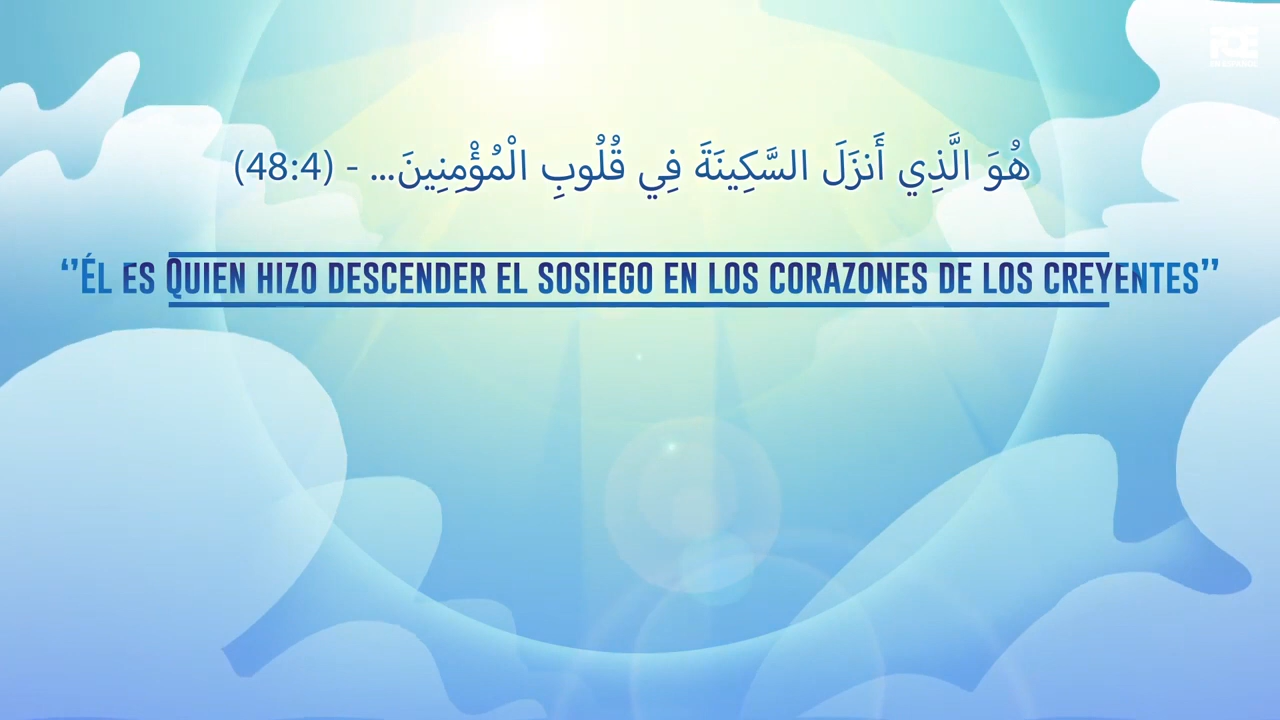 هُوَ الَّذِي أَنزَلَ السَّكِينَةَ فِي قُلُوبِ الْمُؤْمِنِينَ... - (48:4)
‘’Él es Quien hizo descender el sosiego en los corazones de los creyentes’’